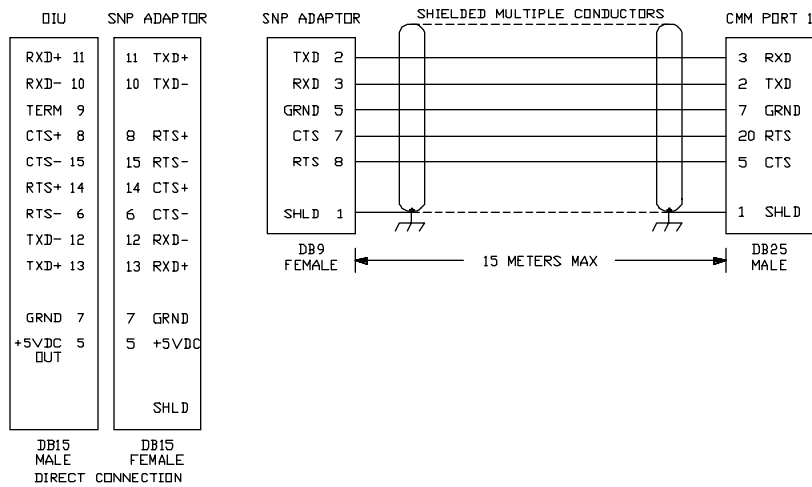 OIU
RXD+ 11
RXD- 10
TERM 9
CTS+ 8
CTS- 15
RTS+ 14
RTS- 6
TXD- 12
TXD+ 13
GRND 7
+5VDC 5
OUT
DB15
MALE
SNP ADAPTOR
11 TXD+
10 TXD-
8 RTS+
15 RTS-
14 CTS+
6 CTS-
12 RXD-
13 RXD+
7 GRND
5 +5VDC
SHLD
DB15
FEMALE
DIRECT CONNECTION
SNP ADAPTOR
TXD 2
RXD 3
GRND 5
CTS 7
RTS 8
SHLD 1
DB9
FEMALE
SHIELDED MULTIPLE CONDUCTORS
15 METERS MAX
CMM PORT 1
3 RXD
2 TXD
7 GRND
20 RTS
5 CTS
1 SHLD
DB25
MALE